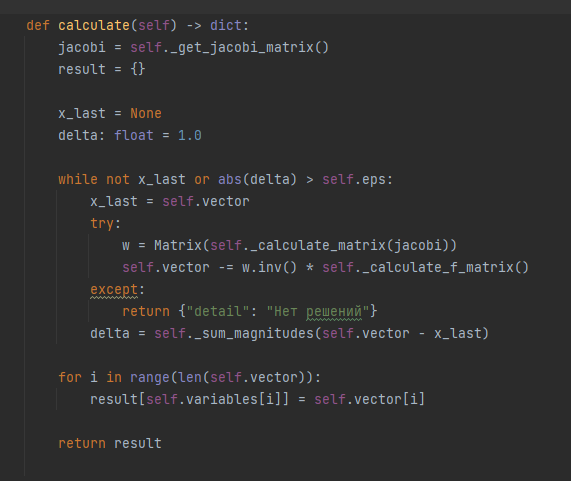 def calculate(self) -> dict:
jacobi = self._get_jacobi_matrix()
result = {}
x_last = None
delta: float = 1.0
while not x_last or abs(delta) > self.eps:
x_last = self.vector
try:
w = Matrix(self._calculate_matrix(jacobi))
self.vector -= w.inv() * self._calculate_f_matrix()
except:
return {"detail": "Нет решений"}
delta = self._sum_magnitudes(self.vector - x_last)
for i in range(len(self.vector)):
result[self.variables[i]] = self.vector[i]
return result